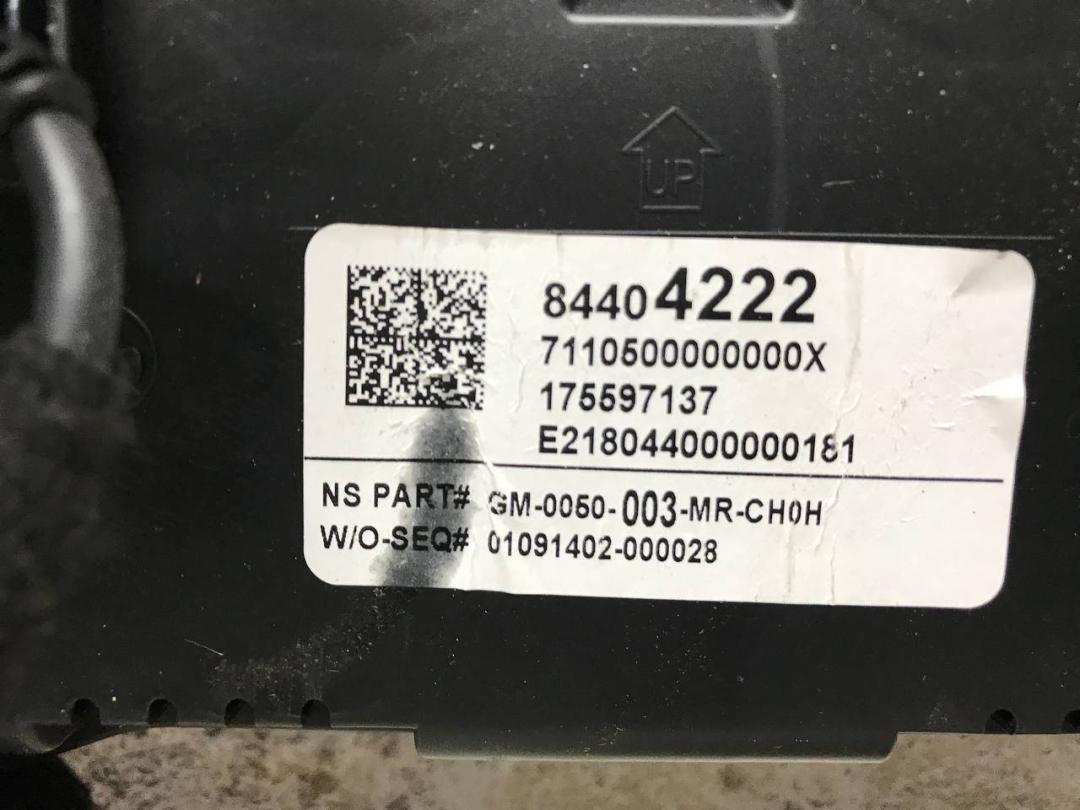 UP
84404222
7110500000000X
175597137
E218044000000181
NS PART# GM-0050-003-MR-CH0H
W/O-SEQ# 01091402-000028